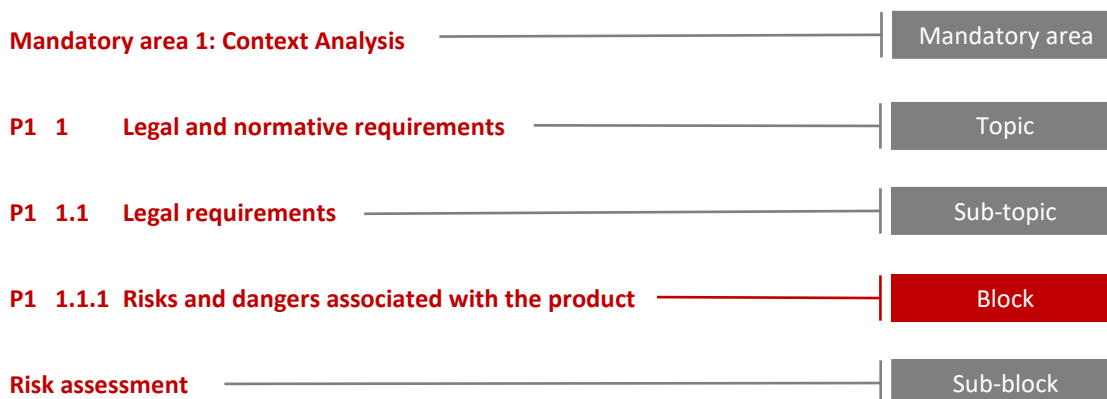 Mandatory area 1: Context Analysis Mandatory area
P1 1 Legal and normative requirements Topic
P1 1.1 Legal requirements Sub-topic
P1 1.1.1 Risks and dangers associated with the product Block
Risk assessment Sub-block